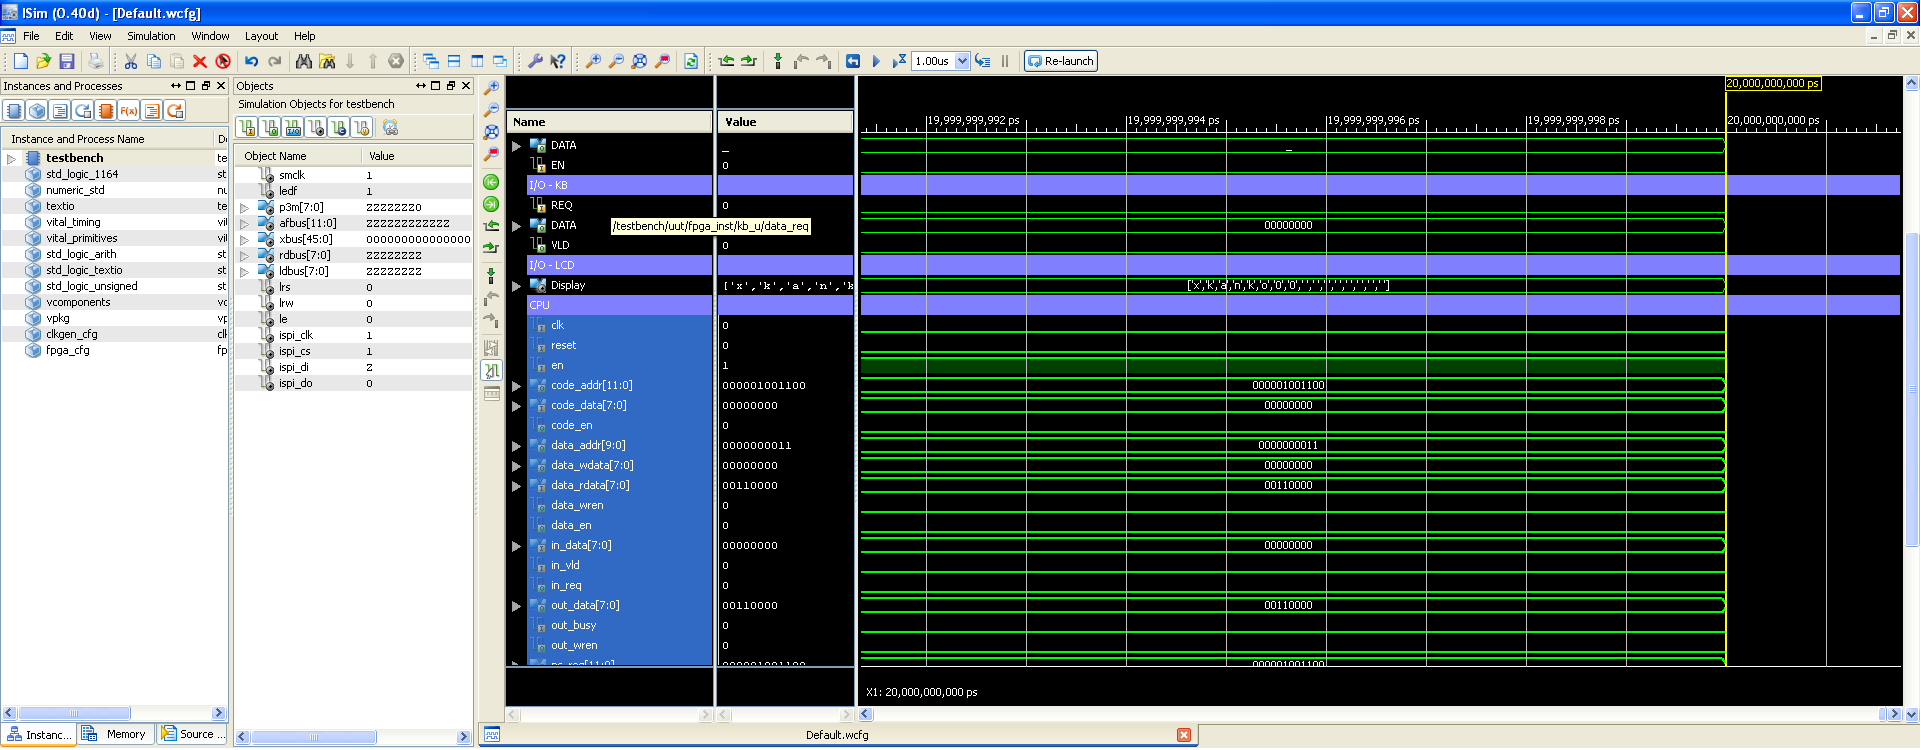 ISim (O.40d) - [Default.wcfg]
File Edit View Simulation Window Layout Help
1.00us Re-launch
Instances and Processes
Instance and Process Name
testbench te
std_logic_1164 st
numeric_std nu
textio te
vital_timing vit
vital_primitives vit
std_logic_arith st
std_logic_textio st
std_logic_unsigned st
vcomponents
vpkg
clkgen_cfg
fpga_cfg
Instanc... Memory Source ...
Objects
Simulation Objects for testbench
Object Name Value
smclk 1
ledf 1
p3m[7:0] ZZZZZZZ0
afbus[11:0] ZZZZZZZZZZZZ
xbus[45:0] 000000000000000
rdbus[7:0] ZZZZZZZZ
ldbus[7:0] ZZZZZZZZ
lrs 0
lrw 0
le 0
ispi_clk 1
ispi_cs 1
ispi_di Z
ispi_do 0
20,000,000,000 ps
Name Value
19,999,999,992 ps 19,999,999,994 ps 19,999,999,996 ps 19,999,999,998 ps 20,000,000,000 ps
DATA _ _
EN 0
I/O - KB
REQ 0
DATA /testbench/uut/fpga_inst/kb_u/data_req 00000000
VLD 0
I/O - LCD
Display ['x','k','a','n','k ['x','k','a','n','k','o','0','0',' ',' ',' ',' ',' ',' ',' ',' ']
CPU
clk 0
reset 0
en 1
code_addr[11:0] 000001001100 000001001100
code_data[7:0] 00000000 00000000
code_en 0
data_addr[9:0] 0000000011 0000000011
data_wdata[7:0] 00000000 00000000
data_rdata[7:0] 00110000 00110000
data_wren 0
data_en 0
in_data[7:0] 00000000 00000000
in_vld 0
in_req 0
out_data[7:0] 00110000 00110000
out_busy 0
out_wren 0
pc_reg[11:0] 000001001100 000001001100
X1: 20,000,000,000 ps
Default.wcfg